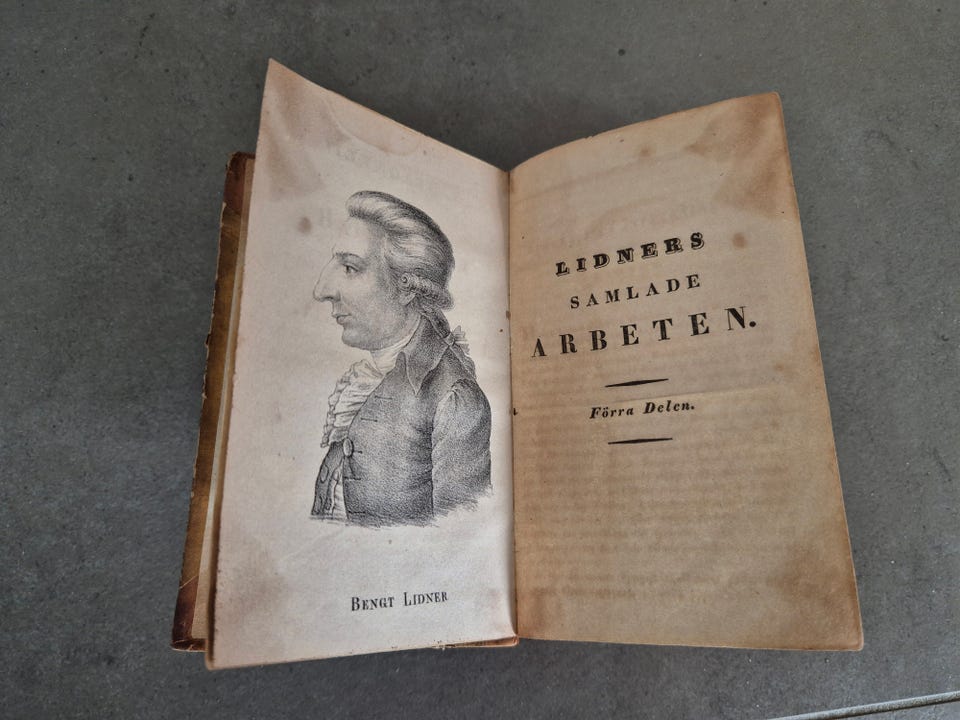 BENGT LIDNER
LIDNERS
SAMLADE
ARBETEN.
Förra Delen.